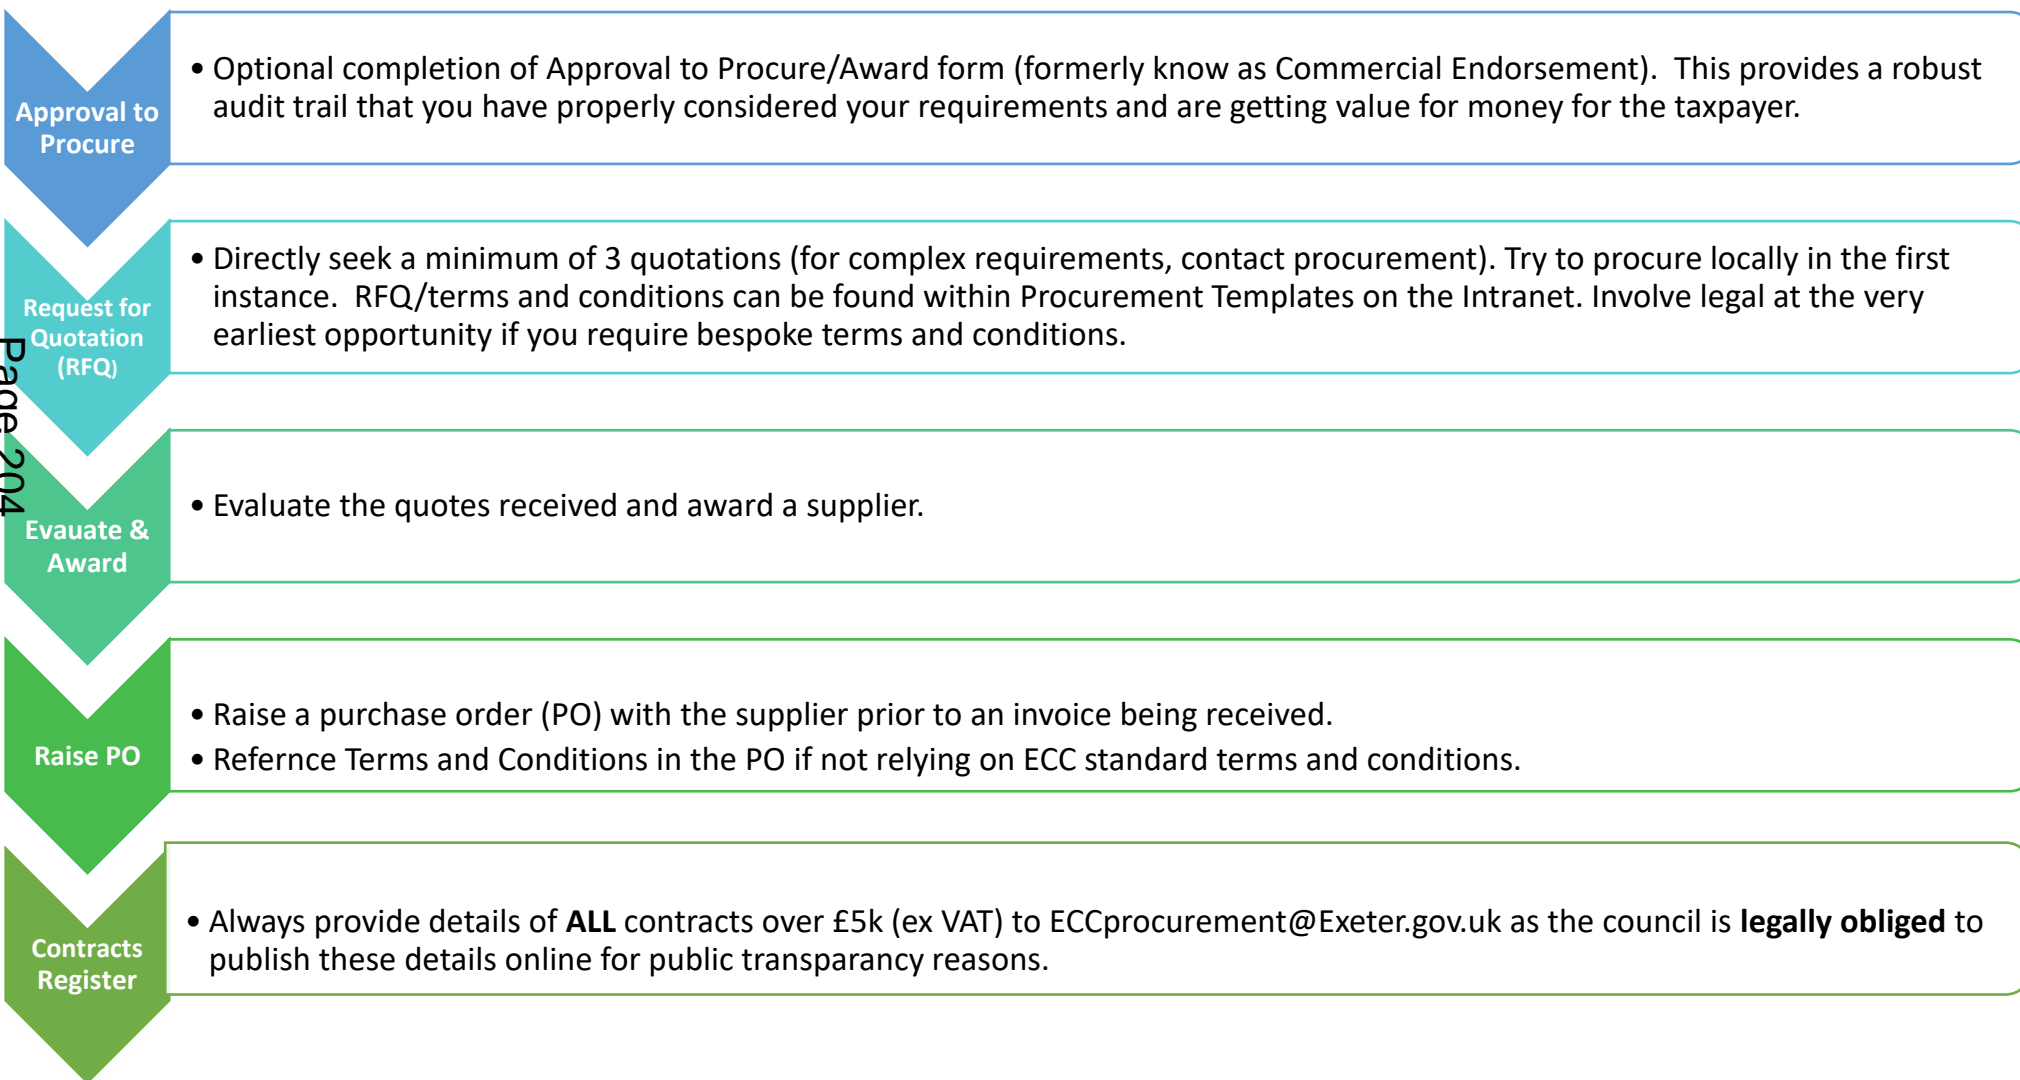 Approval to
Procure
• Optional completion of Approval to Procure/Award form (formerly know as Commercial Endorsement).  This provides a robust
audit trail that you have properly considered your requirements and are getting value for money for the taxpayer.
Request for
Quotation
(RFQ)
• Directly seek a minimum of 3 quotations (for complex requirements, contact procurement). Try to procure locally in the first
instance.  RFQ/terms and conditions can be found within Procurement Templates on the Intranet. Involve legal at the very
earliest opportunity if you require bespoke terms and conditions.
Page 204
Evauate &
Award
• Evaluate the quotes received and award a supplier.
Raise PO
• Raise a purchase order (PO) with the supplier prior to an invoice being received.
• Refernce Terms and Conditions in the PO if not relying on ECC standard terms and conditions.
Contracts
Register
• Always provide details of ALL contracts over £5k (ex VAT) to ECCprocurement@Exeter.gov.uk as the council is legally obliged to
publish these details online for public transparancy reasons.